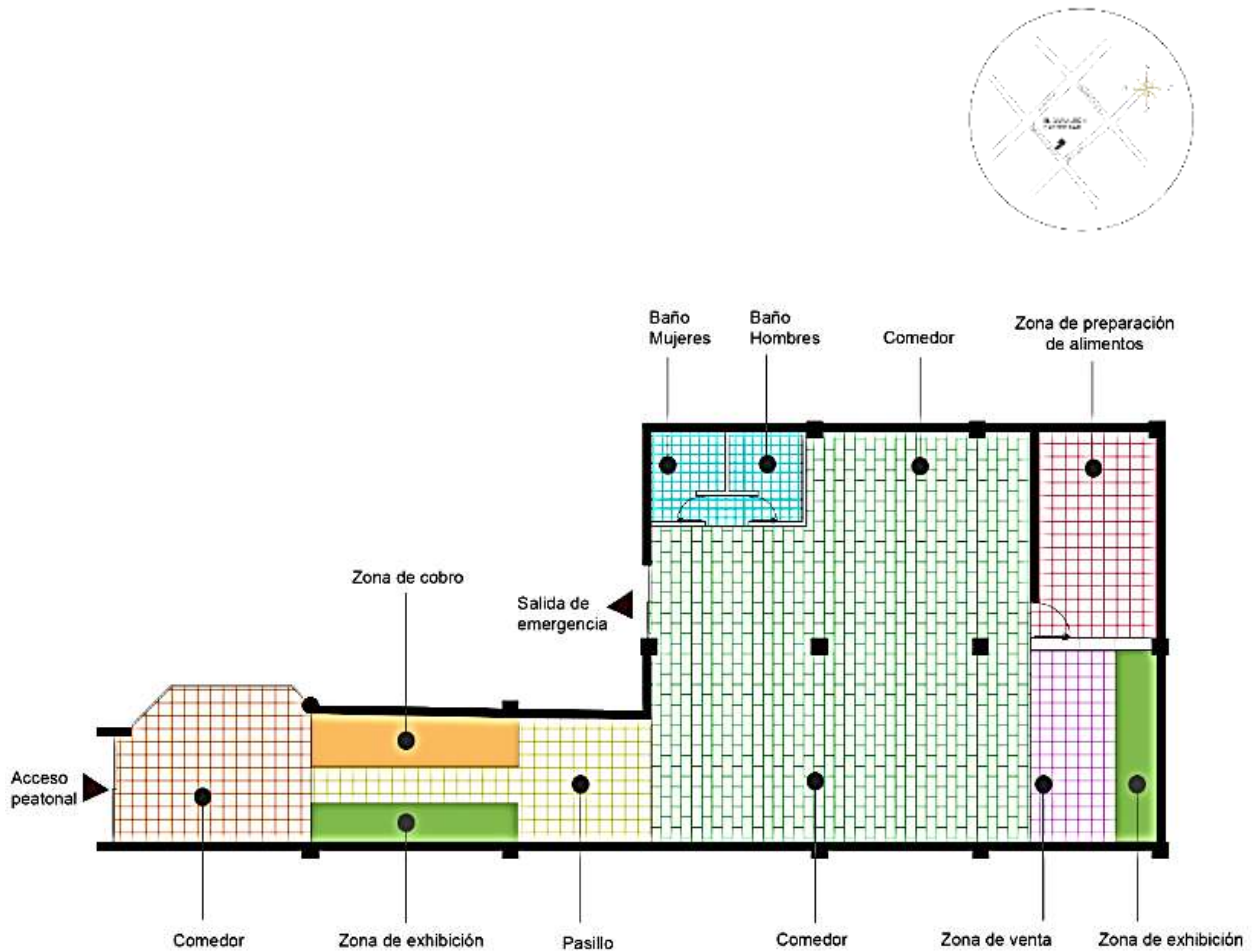 Baño
Mujeres
Baño
Hombres
Comedor
Zona de preparación
de alimentos
Zona de cobro
Salida de
emergencia
Acceso
peatonal
Comedor
Zona de exhibición
Pasillo
Comedor
Zona de venta
Zona de exhibición